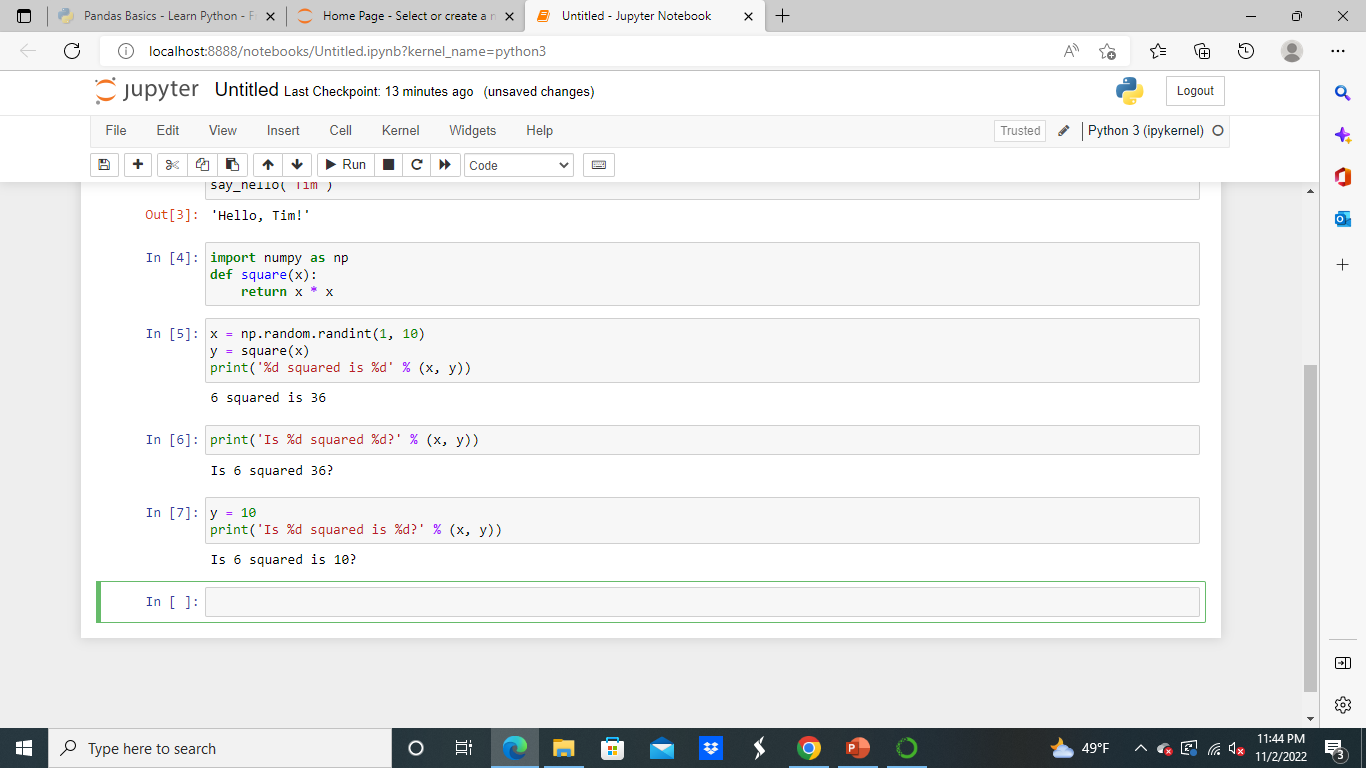 Pandas Basics - Learn Python - F
Home Page - Select or create a n
Untitled - Jupyter Notebook
localhost:8888/notebooks/Untitled.ipynb?kernel_name=python3
jupyter Untitled Last Checkpoint: 13 minutes ago (unsaved changes)
Logout
File Edit View Insert Cell Kernel Widgets Help
Trusted Python 3 (ipykernel)
Run Code
say_hello('Tim')
Out[3]: 'Hello, Tim!'
In [4]: import numpy as np
def square(x):
    return x * x
In [5]: x = np.random.randint(1, 10)
y = square(x)
print('%d squared is %d' % (x, y))
6 squared is 36
In [6]: print('Is %d squared %d?' % (x, y))
Is 6 squared 36?
In [7]: y = 10
print('Is %d squared is %d?' % (x, y))
Is 6 squared is 10?
In [ ]:
Type here to search
49°F
11:44 PM
11/2/2022
3